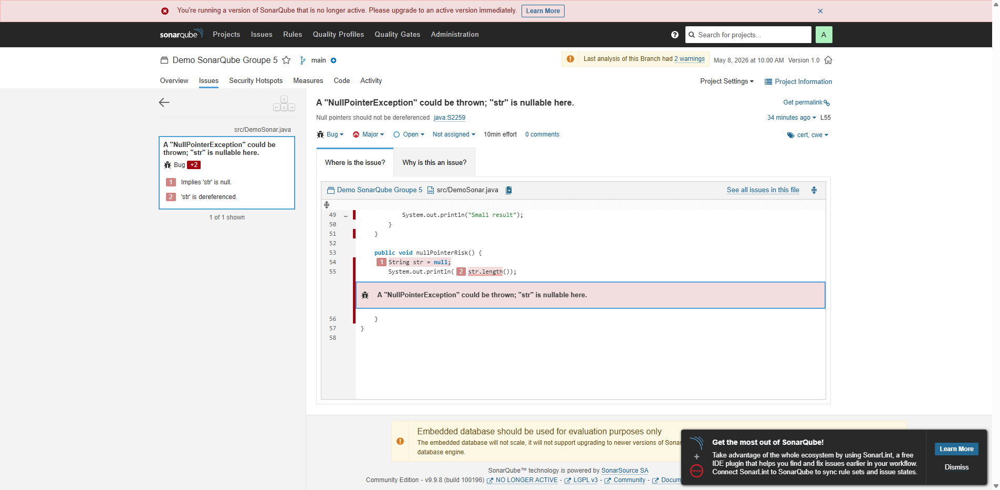 You're running a version of SonarQube that is no longer active. Please upgrade to an active version immediately. Learn More
sonarqube Projects Issues Rules Quality Profiles Quality Gates Administration Search for projects... A
Demo SonarQube Groupe 5 main Last analysis of this Branch had 2 warnings May 8, 2026 at 10:00 AM Version 1.0
Overview Issues Security Hotspots Measures Code Activity Project Settings Project Information
src/DemoSonar.java
A "NullPointerException" could be
thrown; "str" is nullable here.
Bug +2
1 Implies 'str' is null.
2 'str' is dereferenced.
1 of 1 shown
A "NullPointerException" could be thrown; "str" is nullable here. Get permalink
Null pointers should not be dereferenced java:S2259 34 minutes ago L55
Bug Major Open Not assigned 10min effort 0 comments cert, cwe
Where is the issue? Why is this an issue?
Demo SonarQube Groupe 5 src/DemoSonar.java See all issues in this file
49 … System.out.println("Small result");
50 }
51 }
52
53 public void nullPointerRisk() {
54 1 String str = null;
55 System.out.println( 2 str.length());
A "NullPointerException" could be thrown; "str" is nullable here.
56 }
57 }
58
Embedded database should be used for evaluation purposes only
The embedded database will not scale, it will not support upgrading to newer versions of Sonar
database engine.
SonarQube™ technology is powered by SonarSource SA
Community Edition - v9.9.8 (build 100196) NO LONGER ACTIVE - LGPL v3 - Community - Docum
Get the most out of SonarQube!
Take advantage of the whole ecosystem by using SonarLint, a free
IDE plugin that helps you find and fix issues earlier in your workflow.
Connect SonarLint to SonarQube to sync rule sets and issue states.
Learn More
Dismiss